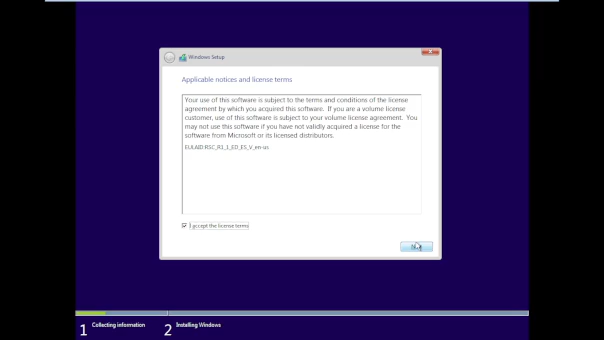 Windows Setup
Applicable notices and license terms
Your use of this software is subject to the terms and conditions of the license
agreement by which you acquired this software. If you are a volume license
customer, use of this software is subject to your volume license agreement. You
may not use this software if you have not validly acquired a license for the
software from Microsoft or its licensed distributors.
I accept the license terms
1 Collecting information
2 Installing Windows